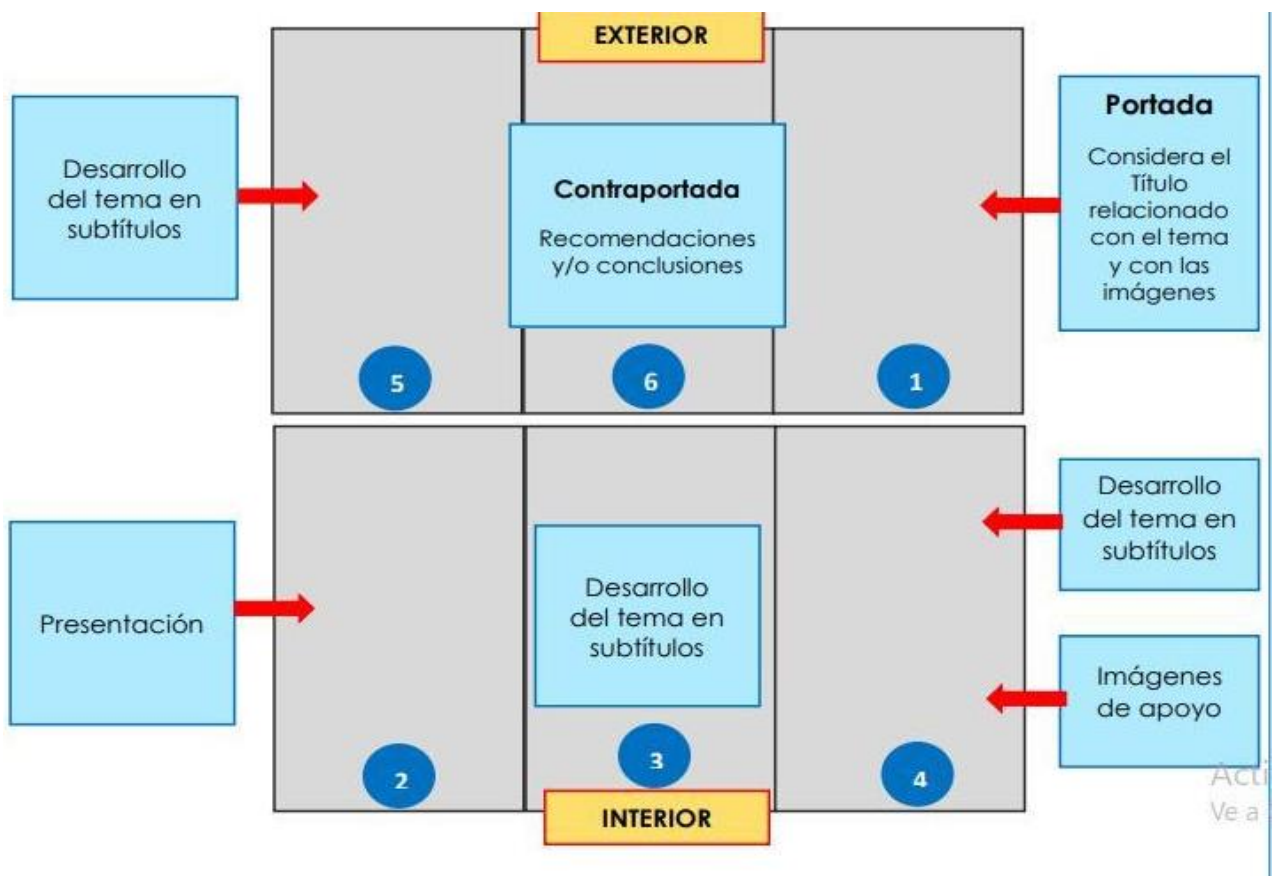 EXTERIOR
Desarrollo
del tema en
subtítulos
Contraportada
Recomendaciones
y/o conclusiones
Portada
Considera el
Título
relacionado
con el tema
y con las
imágenes
5
6
1
Presentación
Desarrollo
del tema en
subtítulos
Desarrollo
del tema en
subtítulos
Imágenes
de apoyo
2
3
4
INTERIOR
Acti
Ve a